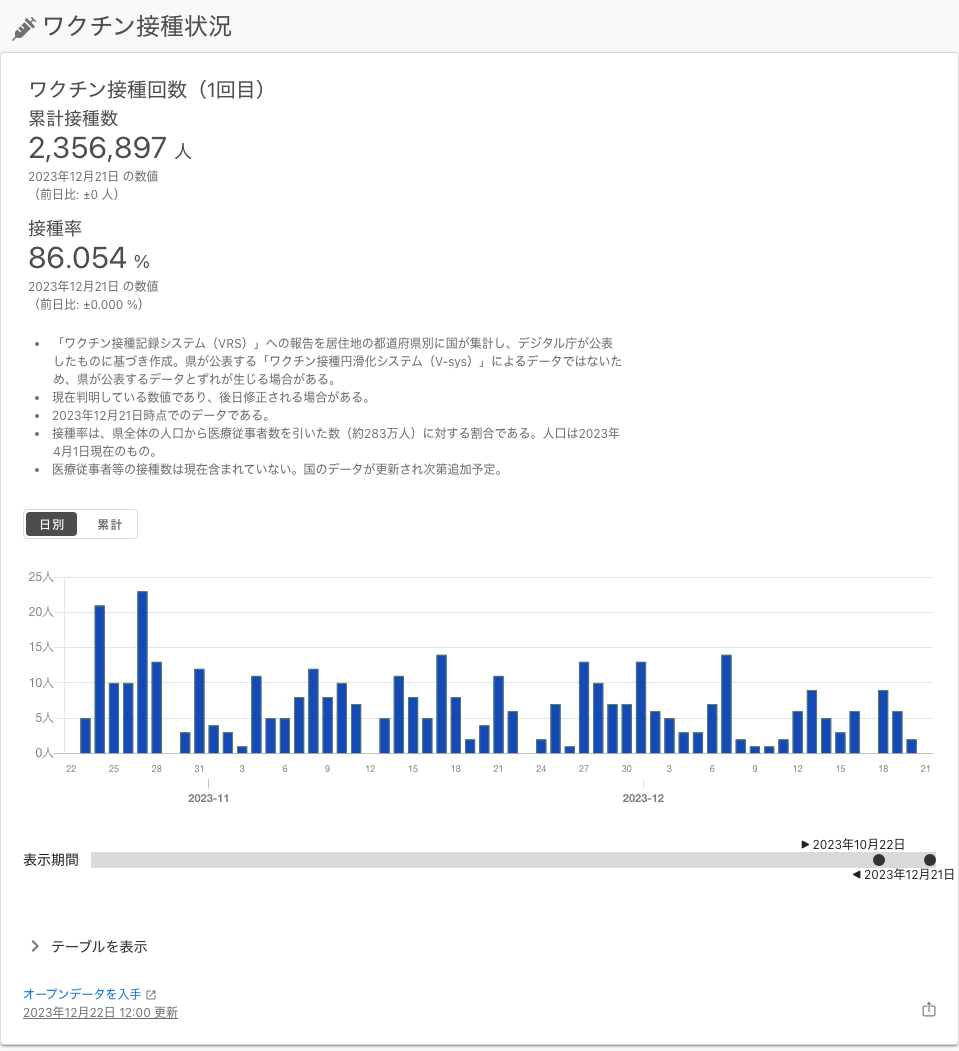 ワクチン接種状況
ワクチン接種回数（1回目）
累計接種数
2,356,897 人
2023年12月21日 の数値
（前日比: ±0 人）
接種率
86.054 %
2023年12月21日 の数値
（前日比: ±0.000 %）
「ワクチン接種記録システム（VRS）」への報告を居住地の都道府県別に国が集計し、デジタル庁が公表
したものに基づき作成。県が公表する「ワクチン接種円滑化システム（V-sys）」によるデータではないた
め、県が公表するデータとずれが生じる場合がある。
現在判明している数値であり、後日修正される場合がある。
2023年12月21日時点でのデータである。
接種率は、県全体の人口から医療従事者数を引いた数（約283万人）に対する割合である。人口は2023年
4月1日現在のもの。
医療従事者等の接種数は現在含まれていない。国のデータが更新され次第追加予定。
日別 累計
25人
20人
15人
10人
5人
0人
22 25 28 31 3 6 9 12 15 18 21 24 27 30 3 6 9 12 15 18 21
2023-11 2023-12
▶ 2023年10月22日
表示期間
◀ 2023年12月21日
テーブルを表示
オープンデータを入手
2023年12月22日 12:00 更新